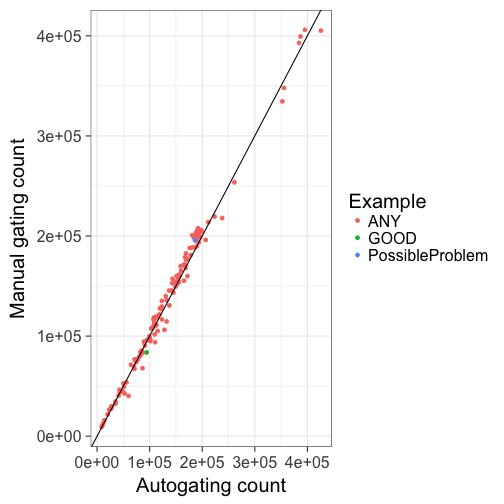 4e+05
3e+05
2e+05
1e+05
0e+00
Manual gating count
0e+00 1e+05 2e+05 3e+05 4e+05
Autogating count
Example
ANY
GOOD
PossibleProblem